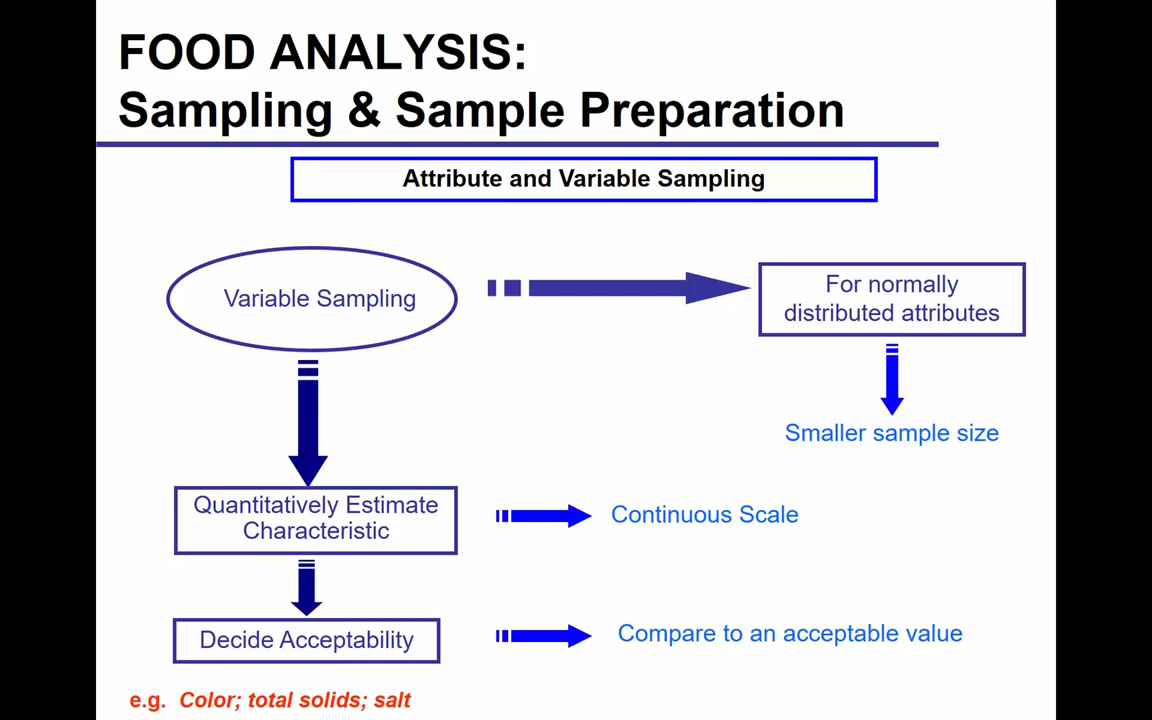 FOOD ANALYSIS:
Sampling & Sample Preparation
Attribute and Variable Sampling
Variable Sampling
For normally
distributed attributes
Smaller sample size
Quantitatively Estimate
Characteristic
Continuous Scale
Decide Acceptability
Compare to an acceptable value
e.g. Color; total solids; salt